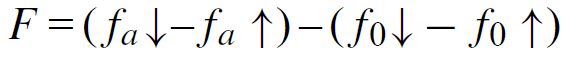 F = (fₐ↓–fₐ ↑) – (f₀↓ – f₀ ↑)